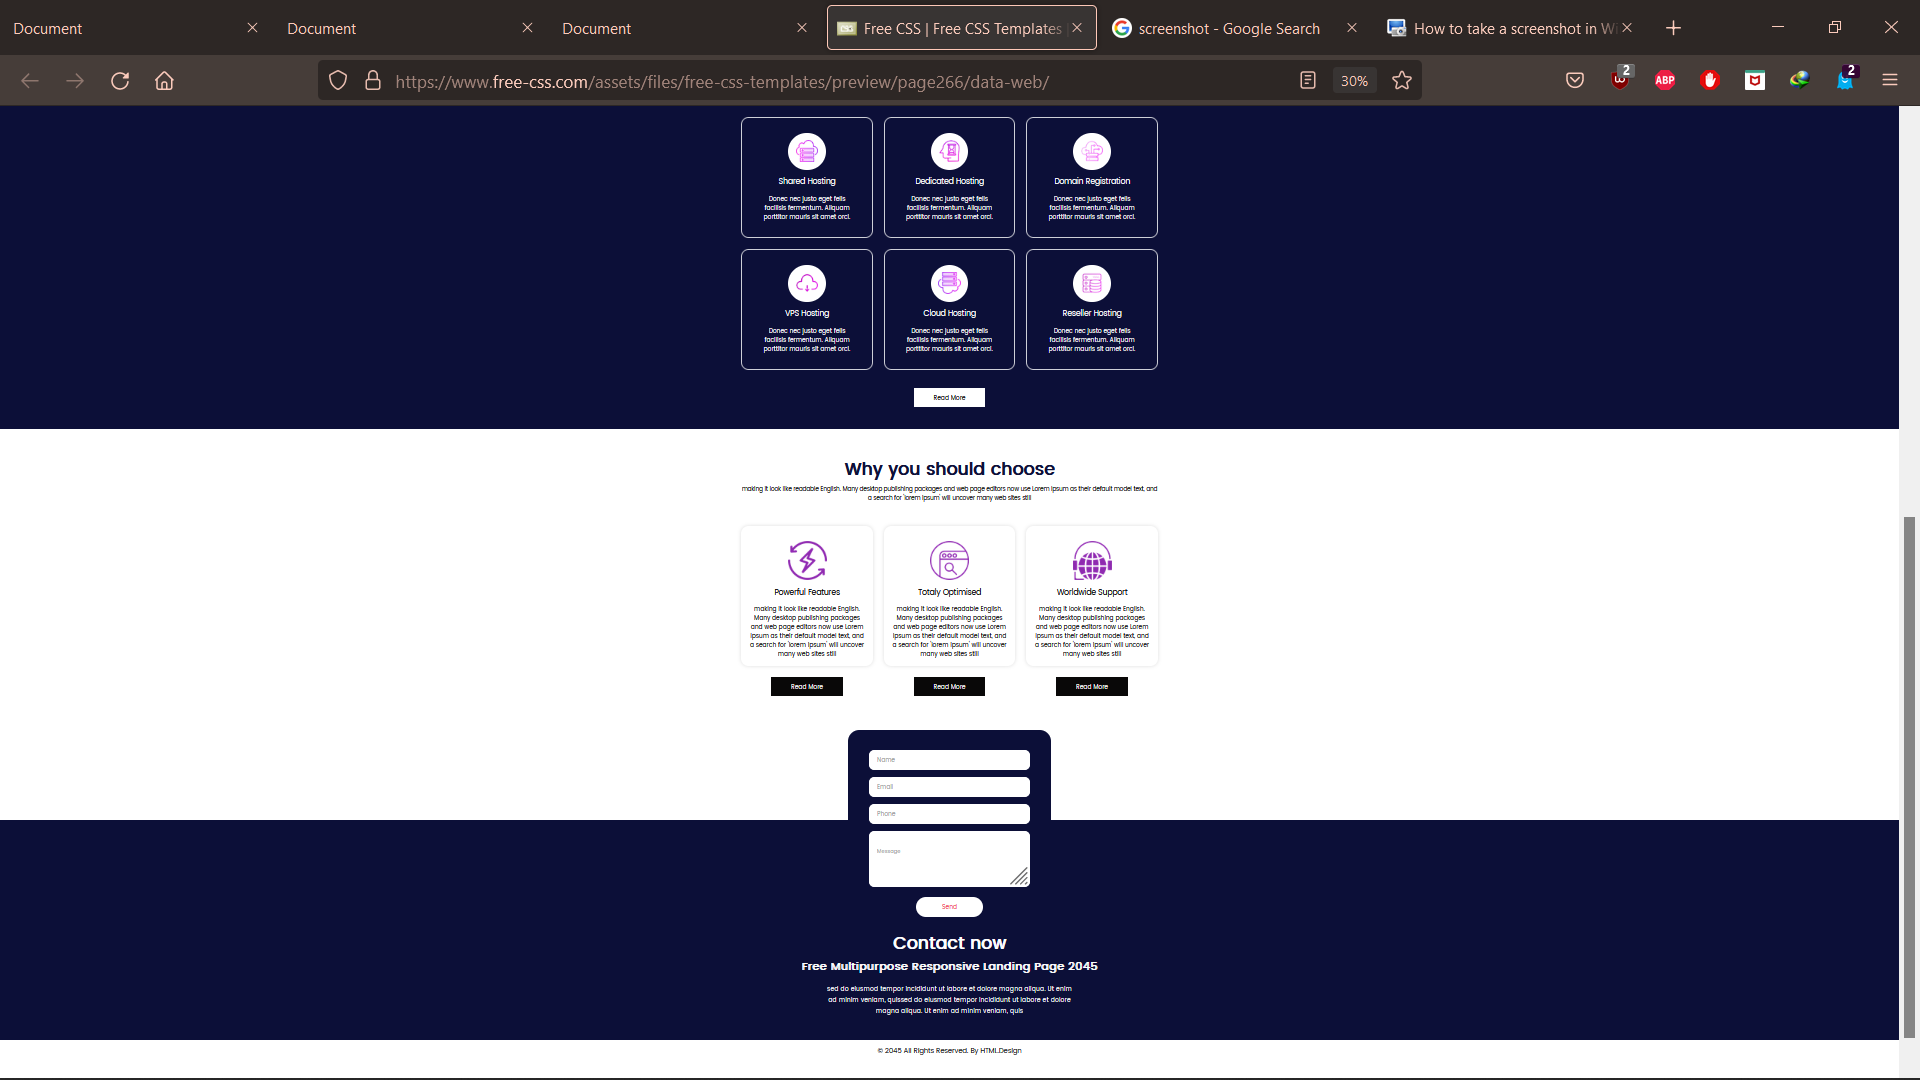 Document
Document
Document
Free CSS | Free CSS Templates |
screenshot - Google Search
How to take a screenshot in Wi
https://www.free-css.com/assets/files/free-css-templates/preview/page266/data-web/
30%
2
ABP
2
Shared Hosting
Donec nec justo eget felis
facilisis fermentum. Aliquam
porttitor mauris sit amet orci.
Dedicated Hosting
Donec nec justo eget felis
facilisis fermentum. Aliquam
porttitor mauris sit amet orci.
Domain Registration
Donec nec justo eget felis
facilisis fermentum. Aliquam
porttitor mauris sit amet orci.
VPS Hosting
Donec nec justo eget felis
facilisis fermentum. Aliquam
porttitor mauris sit amet orci.
Cloud Hosting
Donec nec justo eget felis
facilisis fermentum. Aliquam
porttitor mauris sit amet orci.
Reseller Hosting
Donec nec justo eget felis
facilisis fermentum. Aliquam
porttitor mauris sit amet orci.
Read More
Why you should choose
making it look like readable English. Many desktop publishing packages and web page editors now use Lorem Ipsum as their default model text, and
a search for 'lorem ipsum' will uncover many web sites still
Powerful Features
making it look like readable English.
Many desktop publishing packages
and web page editors now use Lorem
Ipsum as their default model text, and
a search for 'lorem ipsum' will uncover
many web sites still
Totaly Optimised
making it look like readable English.
Many desktop publishing packages
and web page editors now use Lorem
Ipsum as their default model text, and
a search for 'lorem ipsum' will uncover
many web sites still
Worldwide Support
making it look like readable English.
Many desktop publishing packages
and web page editors now use Lorem
Ipsum as their default model text, and
a search for 'lorem ipsum' will uncover
many web sites still
Read More
Read More
Read More
Name
Email
Phone
Message
Send
Contact now
Free Multipurpose Responsive Landing Page 2045
sed do eiusmod tempor incididunt ut labore et dolore magna aliqua. Ut enim
ad minim veniam, quissed do eiusmod tempor incididunt ut labore et dolore
magna aliqua. Ut enim ad minim veniam, quis
© 2045 All Rights Reserved. By HTML.Design